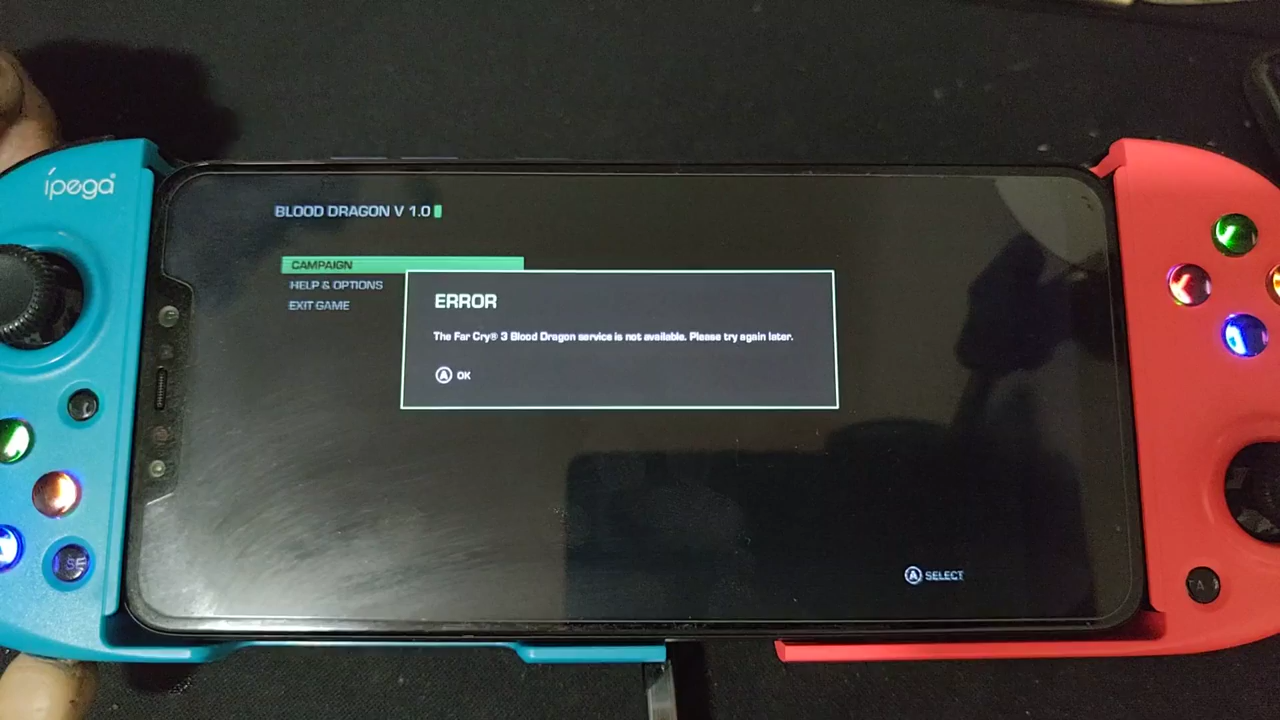 ípega
BLOOD DRAGON V 1.0
CAMPAIGN
HELP & OPTIONS
EXIT GAME
ERROR
The Far Cry® 3 Blood Dragon service is not available. Please try again later.
A OK
A SELECT
SE